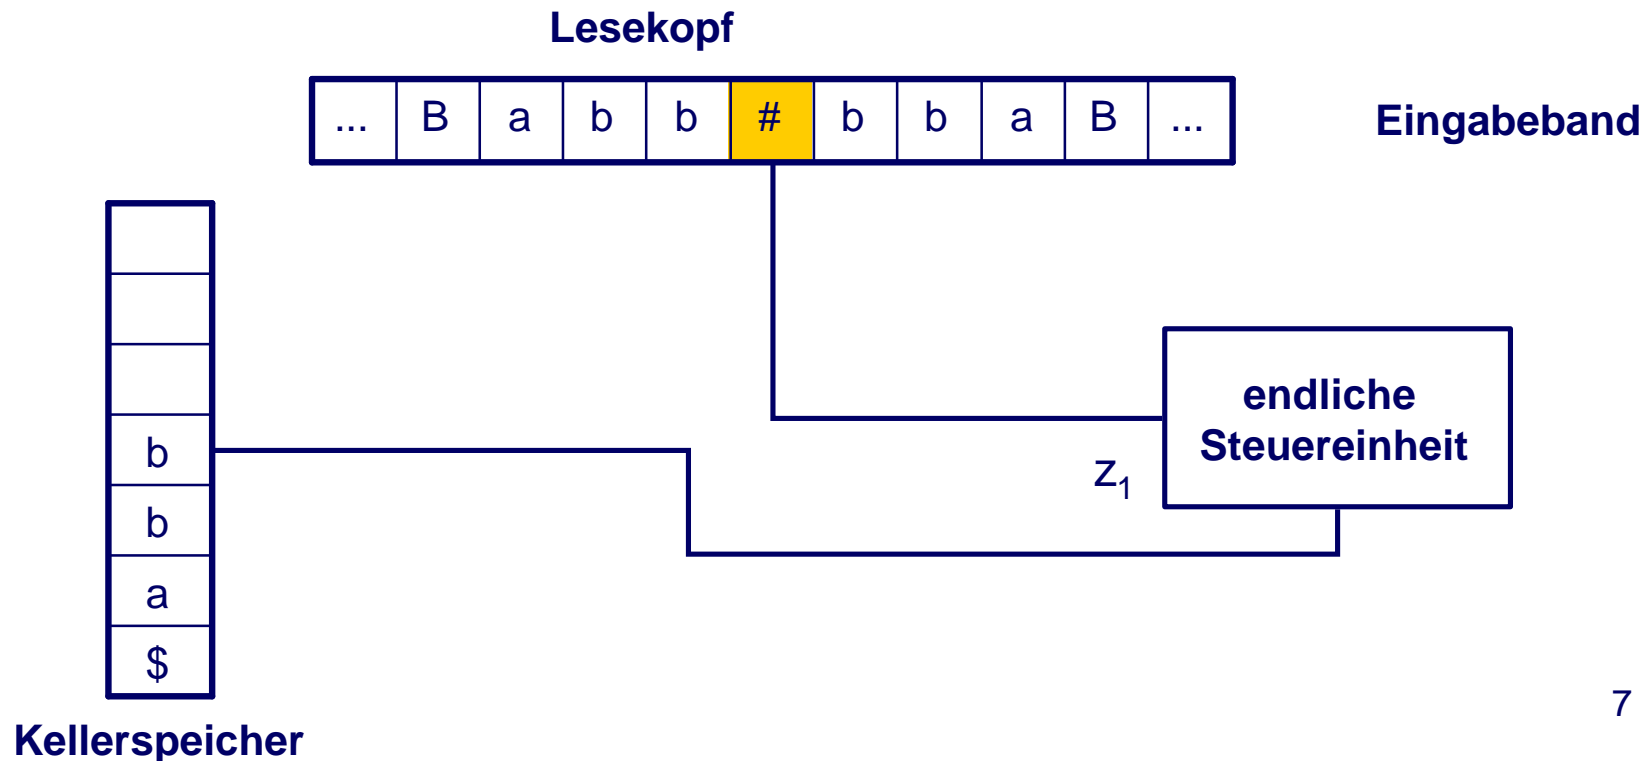 Lesekopf
... B a b b # b b a B ...
Eingabeband
endliche
Steuereinheit
z₁
b
b
a
$
7
Kellerspeicher